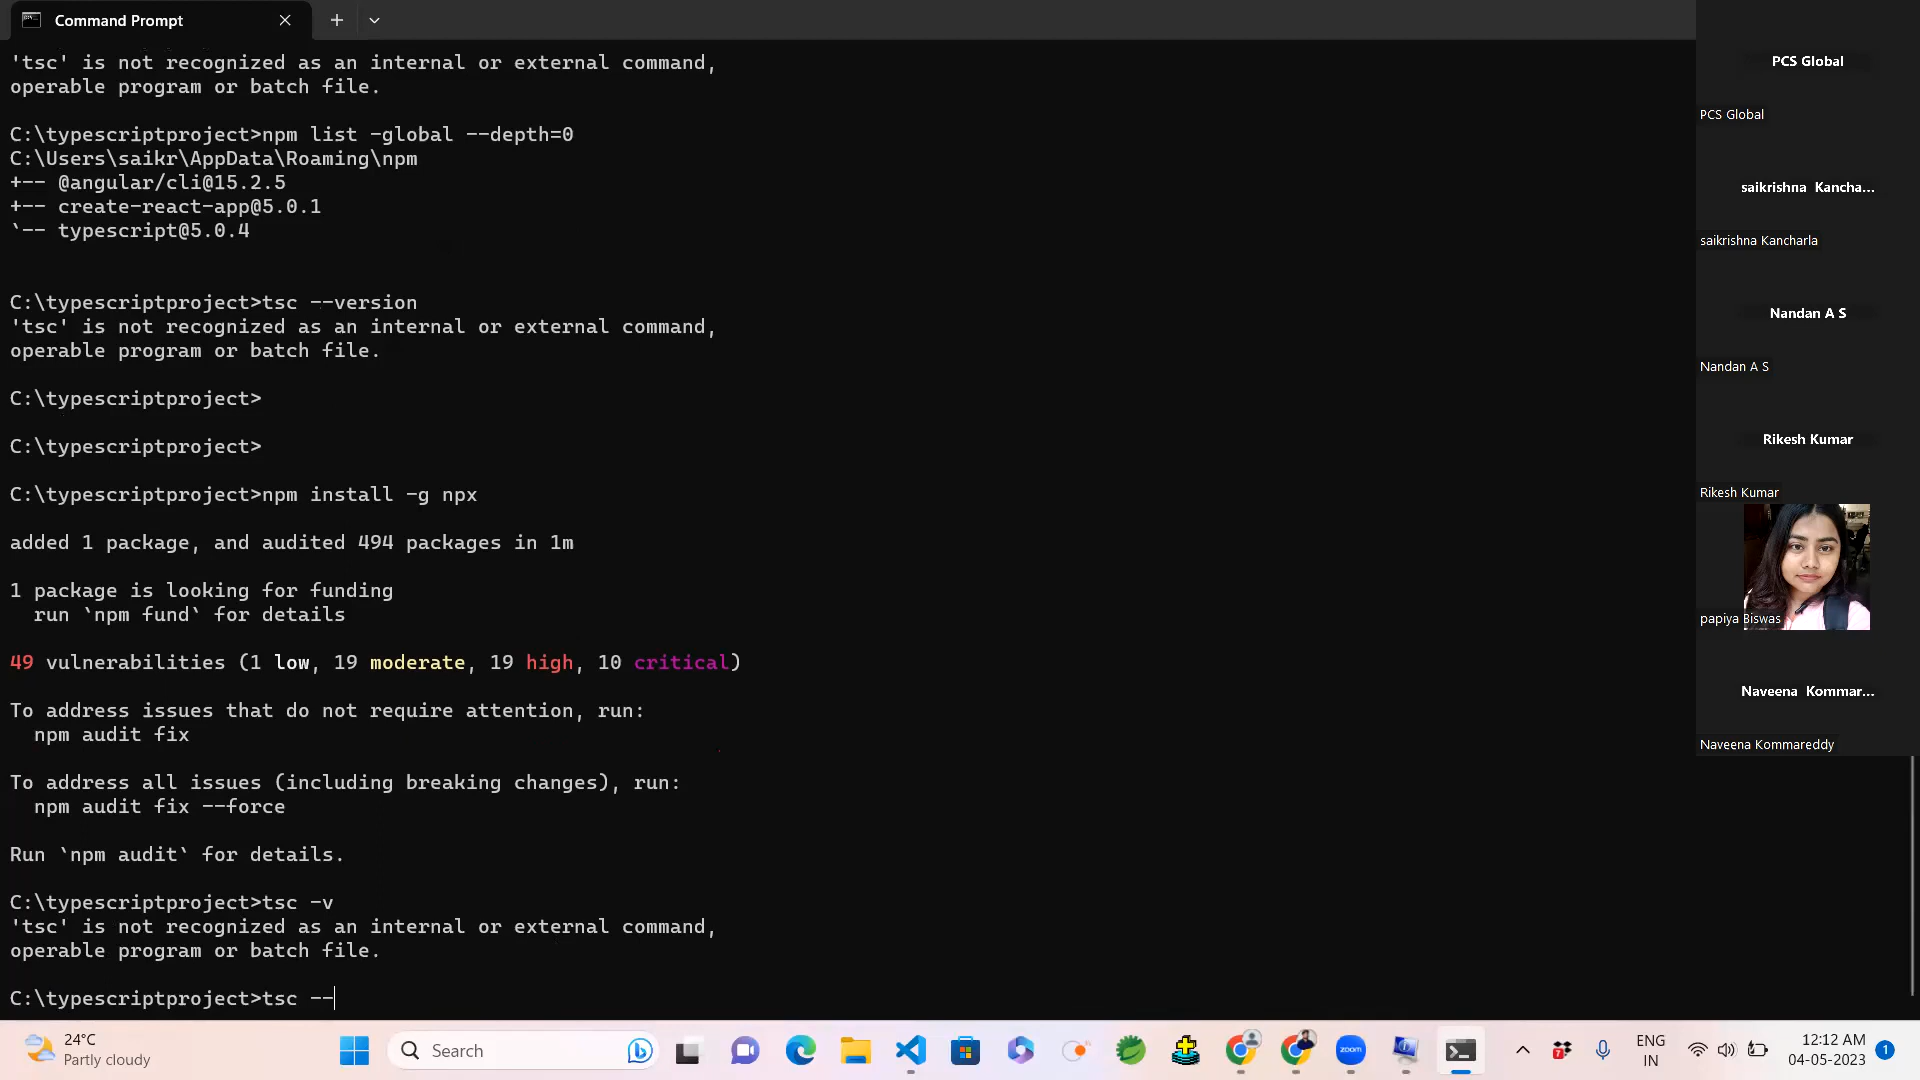 Command Prompt
'tsc' is not recognized as an internal or external command,
operable program or batch file.
C:\typescriptproject>npm list -global --depth=0
C:\Users\saikr\AppData\Roaming\npm
+-- @angular/cli@15.2.5
+-- create-react-app@5.0.1
`-- typescript@5.0.4
C:\typescriptproject>tsc --version
'tsc' is not recognized as an internal or external command,
operable program or batch file.
C:\typescriptproject>
C:\typescriptproject>
C:\typescriptproject>npm install -g npx
added 1 package, and audited 494 packages in 1m
1 package is looking for funding
run `npm fund` for details
49 vulnerabilities (1 low, 19 moderate, 19 high, 10 critical)
To address issues that do not require attention, run:
npm audit fix
To address all issues (including breaking changes), run:
npm audit fix --force
Run `npm audit` for details.
C:\typescriptproject>tsc -v
'tsc' is not recognized as an internal or external command,
operable program or batch file.
C:\typescriptproject>tsc --
PCS Global
PCS Global
saikrishna Kancha...
saikrishna Kancharla
Nandan A S
Nandan A S
Rikesh Kumar
Rikesh Kumar
papiya Biswas
Naveena Kommar...
Naveena Kommareddy
24°C
Partly cloudy
Search
zoom
7
ENG
IN
12:12 AM
04-05-2023
1